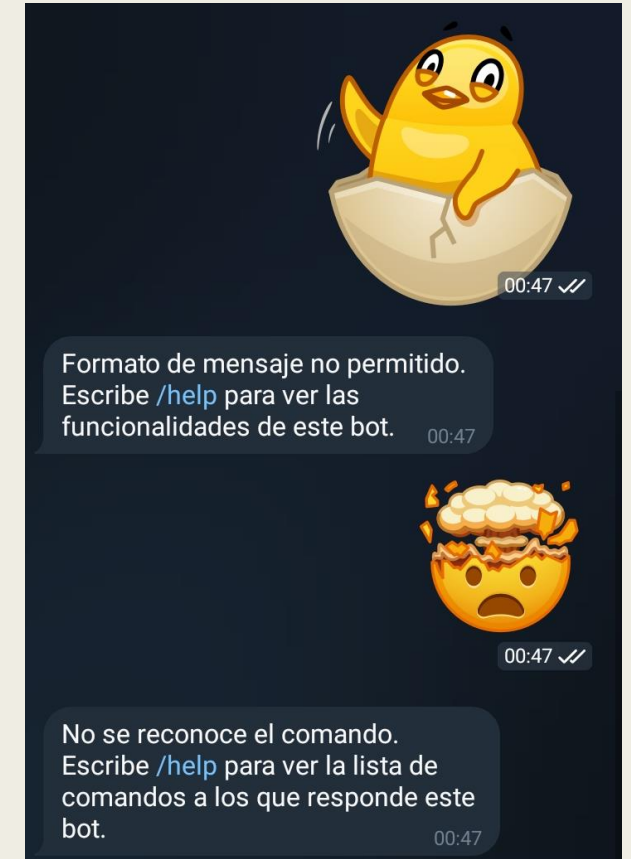 00:47
Formato de mensaje no permitido.
Escribe /help para ver las
funcionalidades de este bot.
00:47
00:47
No se reconoce el comando.
Escribe /help para ver la lista de
comandos a los que responde este
bot.
00:47